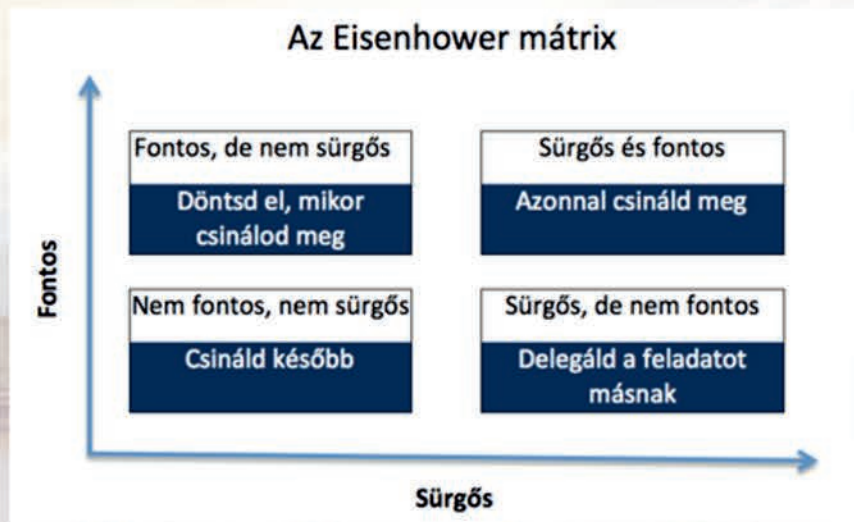 Az Eisenhower mátrix
Fontos, de nem sürgős
Döntsd el, mikor
csinálod meg
Sürgős és fontos
Azonnal csináld meg
Fontos
Nem fontos, nem sürgős
Csináld később
Sürgős, de nem fontos
Delegáld a feladatot
másnak
Sürgős